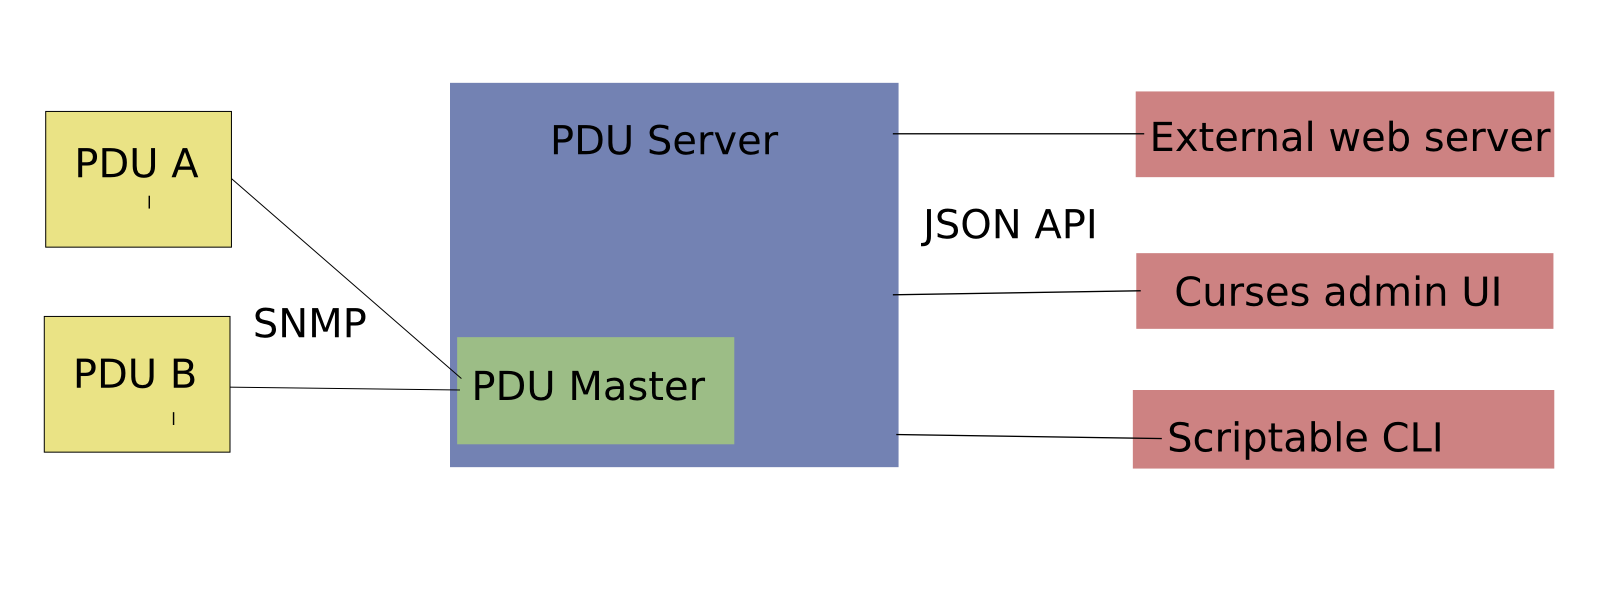 PDU A
PDU B
SNMP
PDU Server
PDU Master
JSON API
External web server
Curses admin UI
Scriptable CLI